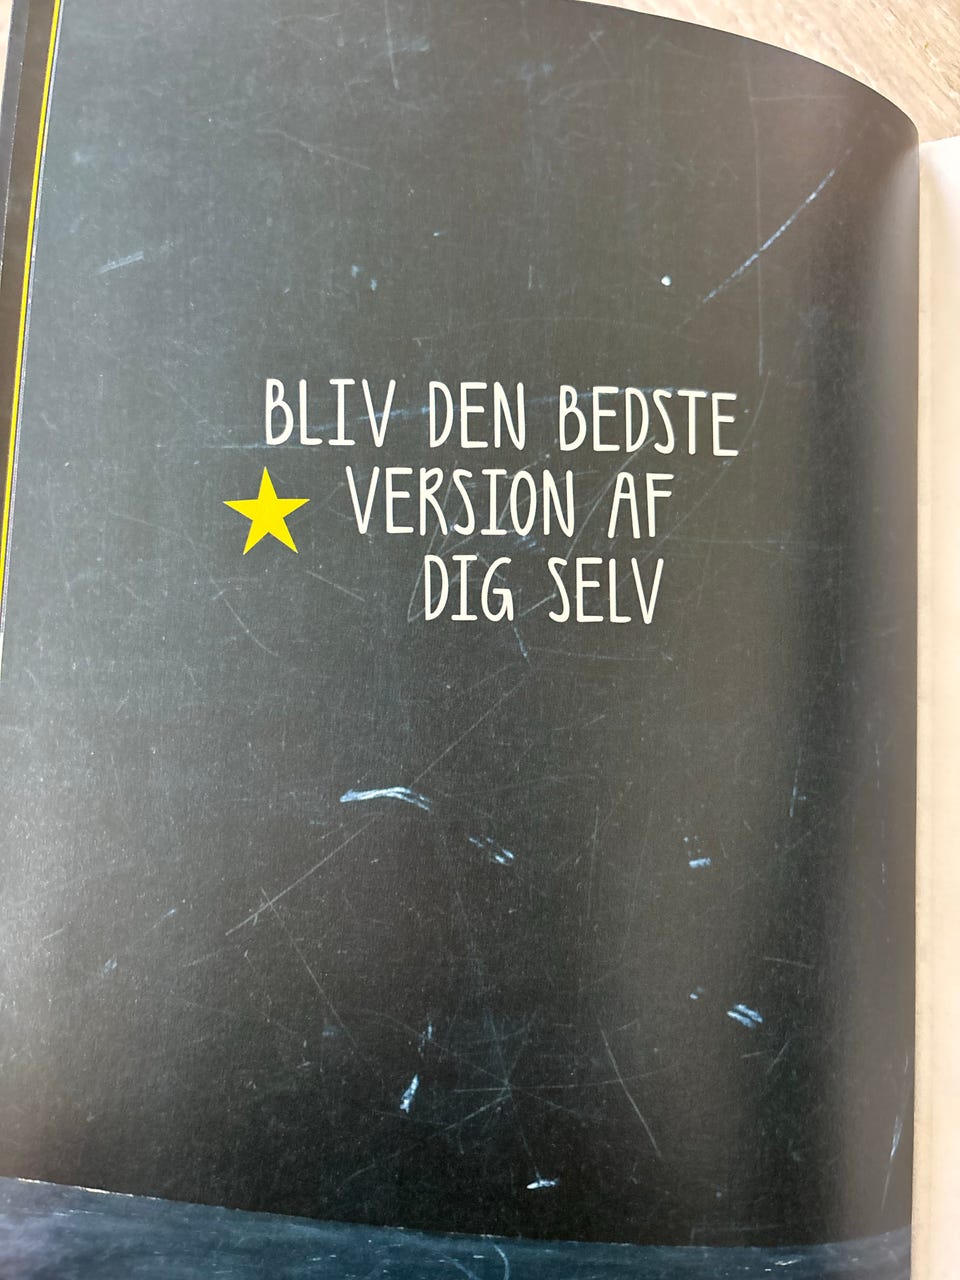 BLIV DEN BEDSTE
VERSION AF
DIG SELV